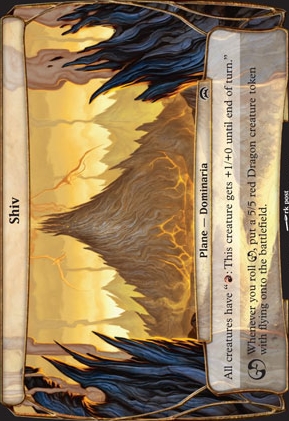 Shiv
Plane — Dominaria
All creatures have “: This creature gets +1/+0 until end of turn.”
Whenever you roll , put a 5/5 red Dragon creature token
with flying onto the battlefield.